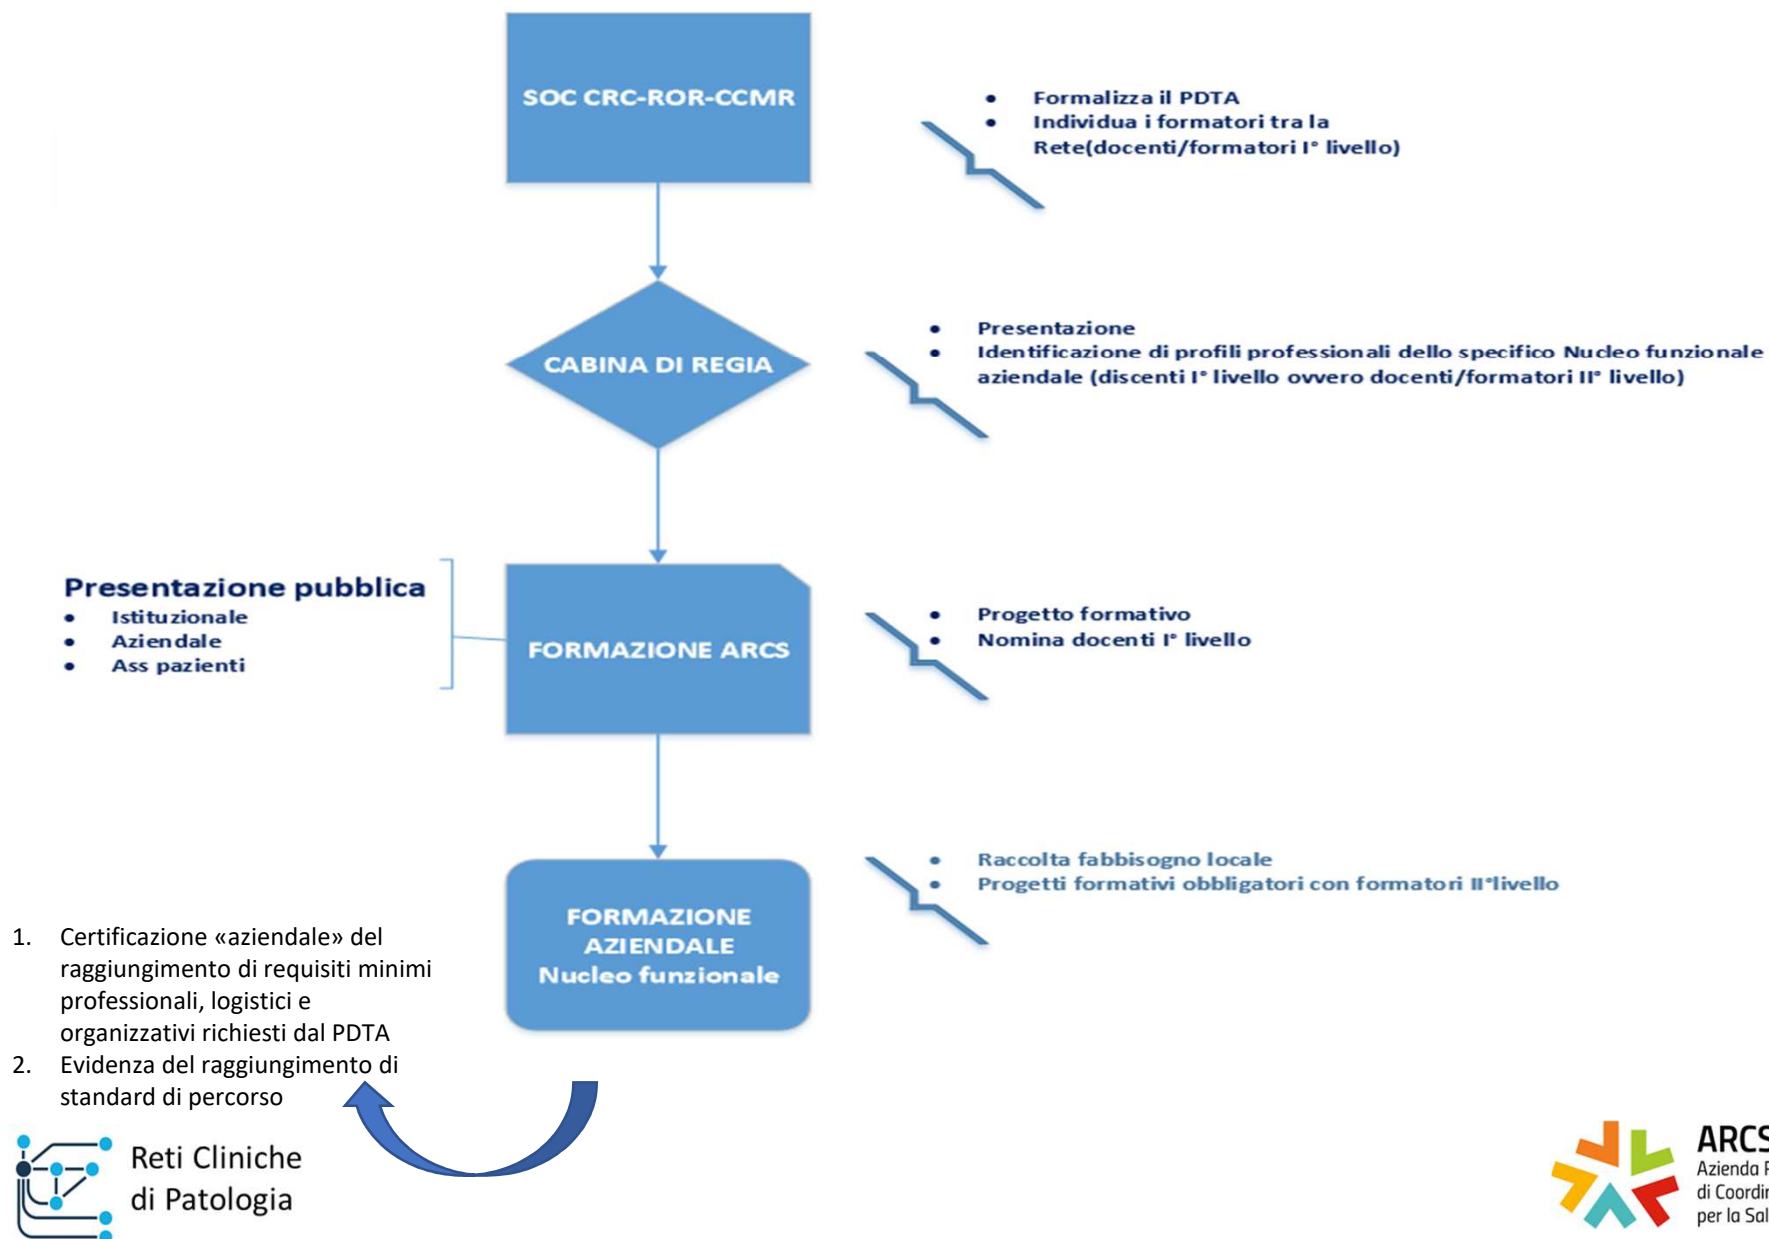 SOC CRC-ROR-CCMR
• Formalizza il PDTA
• Individua i formatori tra la
Rete(docenti/formatori I° livello)
CABINA DI REGIA
• Presentazione
• Identificazione di profili professionali dello specifico Nucleo funzionale
aziendale (discenti I° livello ovvero docenti/formatori II° livello)
Presentazione pubblica
• Istituzionale
• Aziendale
• Ass pazienti
FORMAZIONE ARCS
• Progetto formativo
• Nomina docenti I° livello
FORMAZIONE
AZIENDALE
Nucleo funzionale
• Raccolta fabbisogno locale
• Progetti formativi obbligatori con formatori II°livello
1. Certificazione «aziendale» del
raggiungimento di requisiti minimi
professionali, logistici e
organizzativi richiesti dal PDTA
2. Evidenza del raggiungimento di
standard di percorso
Reti Cliniche
di Patologia
ARCS
Azienda
di
per la